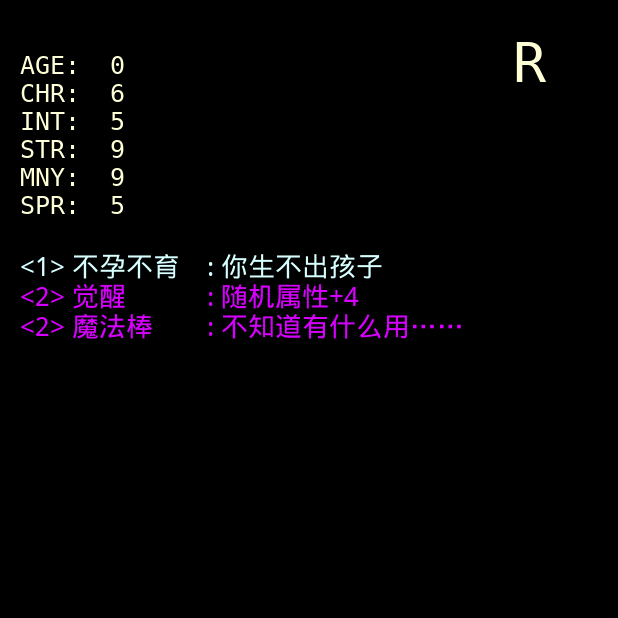 R
AGE: 0
CHR: 6
INT: 5
STR: 9
MNY: 9
SPR: 5
<1> 不孕不育 : 你生不出孩子
<2> 觉醒 : 随机属性+4
<2> 魔法棒 : 不知道有什么用……